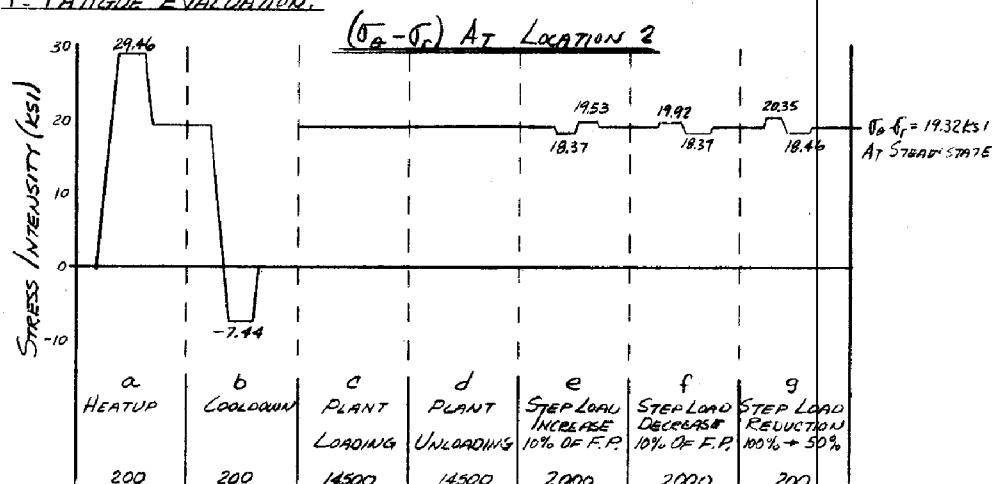 1. FATIGUE EVALUATION.
(σθ-σr) AT LOCATION 2
STRESS INTENSITY (KSI)
30
20
10
0
-10
29.46
-7.44
18.37
19.53
19.92
18.37
20.35
18.46
σθ-σr = 19.32 KSI
AT STEADY STATE
a
HEATUP
200
b
COOLDOWN
200
c
PLANT
LOADING
14500
d
PLANT
UNLOADING
14500
e
STEP LOAD
INCREASE
10% OF F.P.
2000
f
STEP LOAD
DECREASE
10% OF F.P.
2000
g
STEP LOAD
REDUCTION
100% → 50%
200